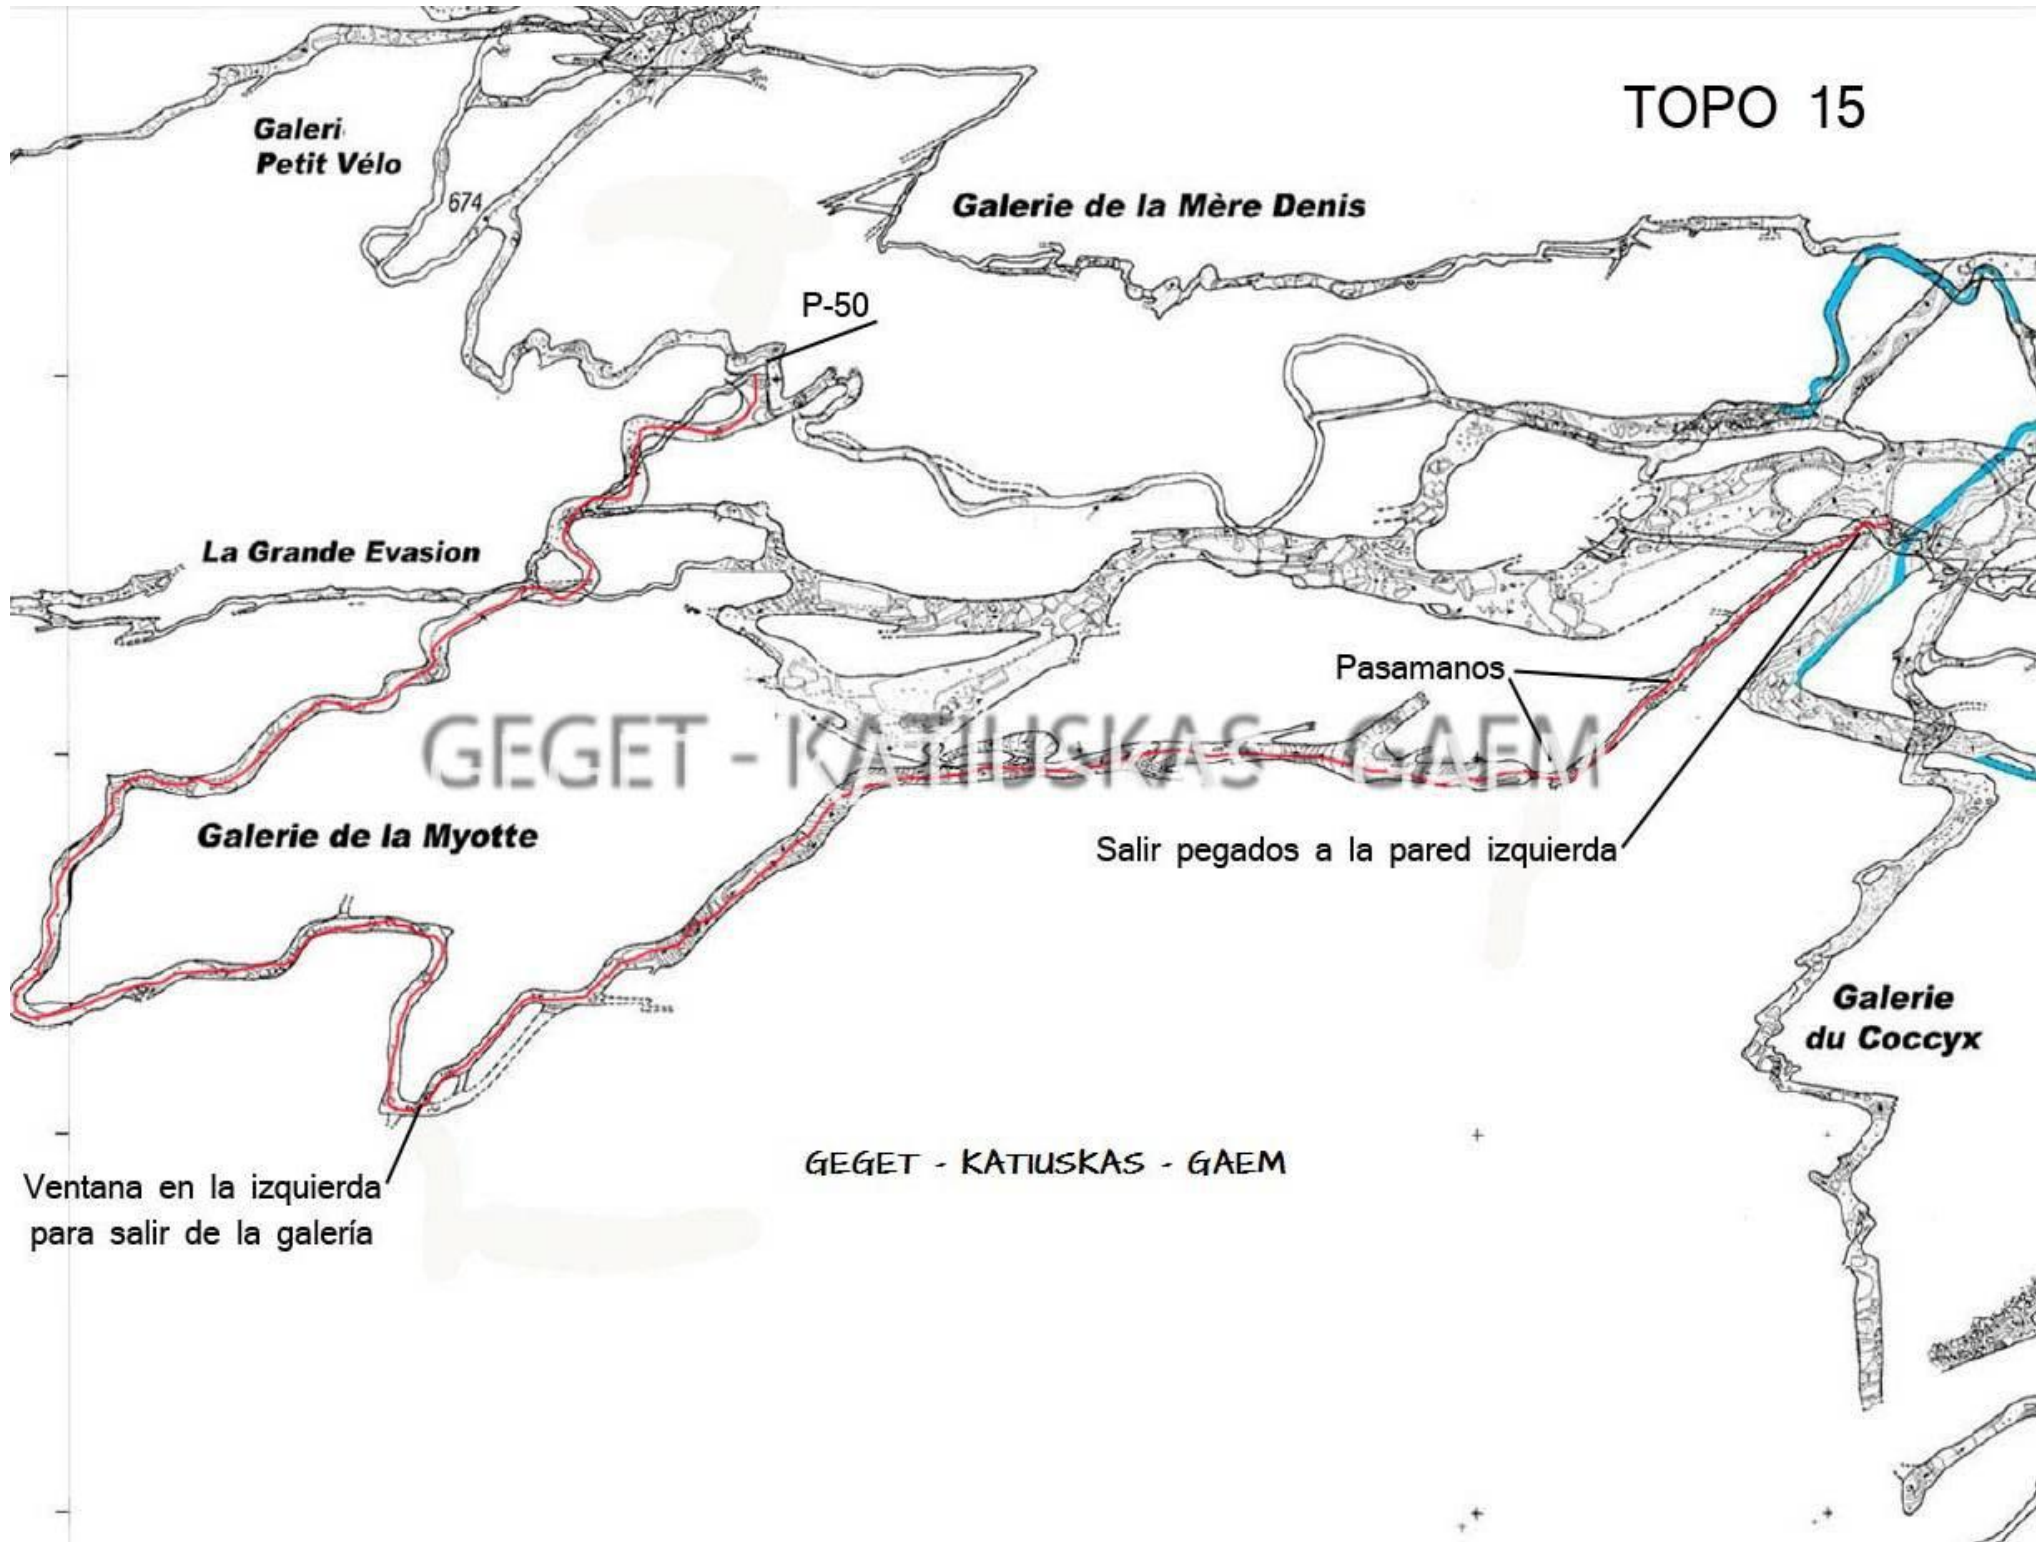 TOPO 15
Galeri
Petit Vélo
674
Galerie de la Mère Denis
P-50
La Grande Evasion
Pasamanos
GEGET - KATIUSKAS - GAEM
Galerie de la Myotte
Salir pegados a la pared izquierda
Galerie
du Coccyx
GEGET - KATIUSKAS - GAEM
Ventana en la izquierda
para salir de la galería